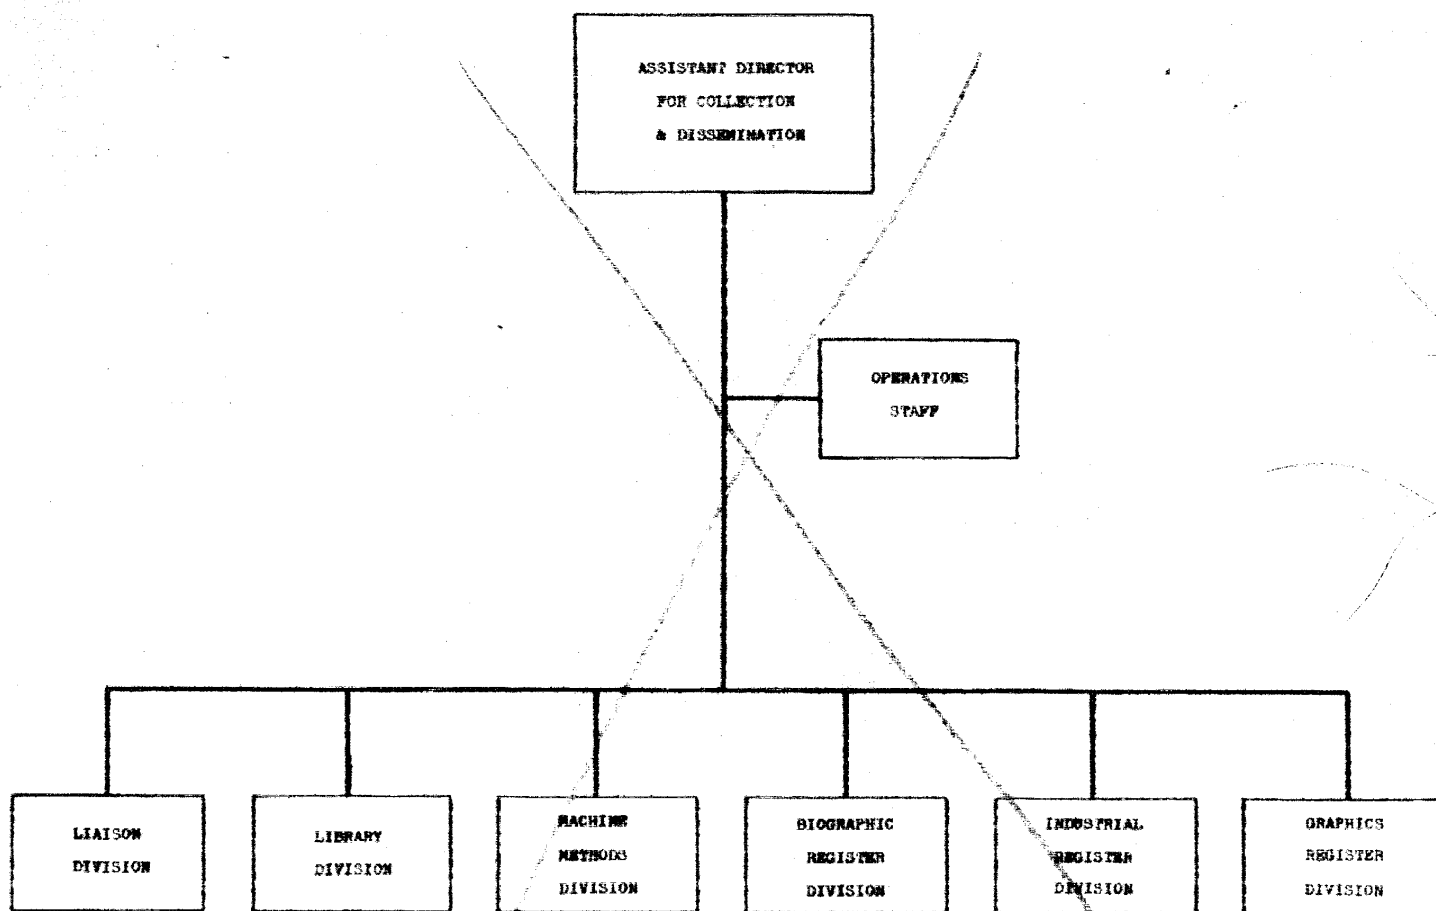 ASSISTANT DIRECTOR
FOR COLLECTION
& DISSEMINATION
OPERATIONS
STAFF
LIAISON
DIVISION
LIBRARY
DIVISION
MACHINE
METHODS
DIVISION
BIOGRAPHIC
REGISTER
DIVISION
INDUSTRIAL
REGISTER
DIVISION
GRAPHICS
REGISTER
DIVISION